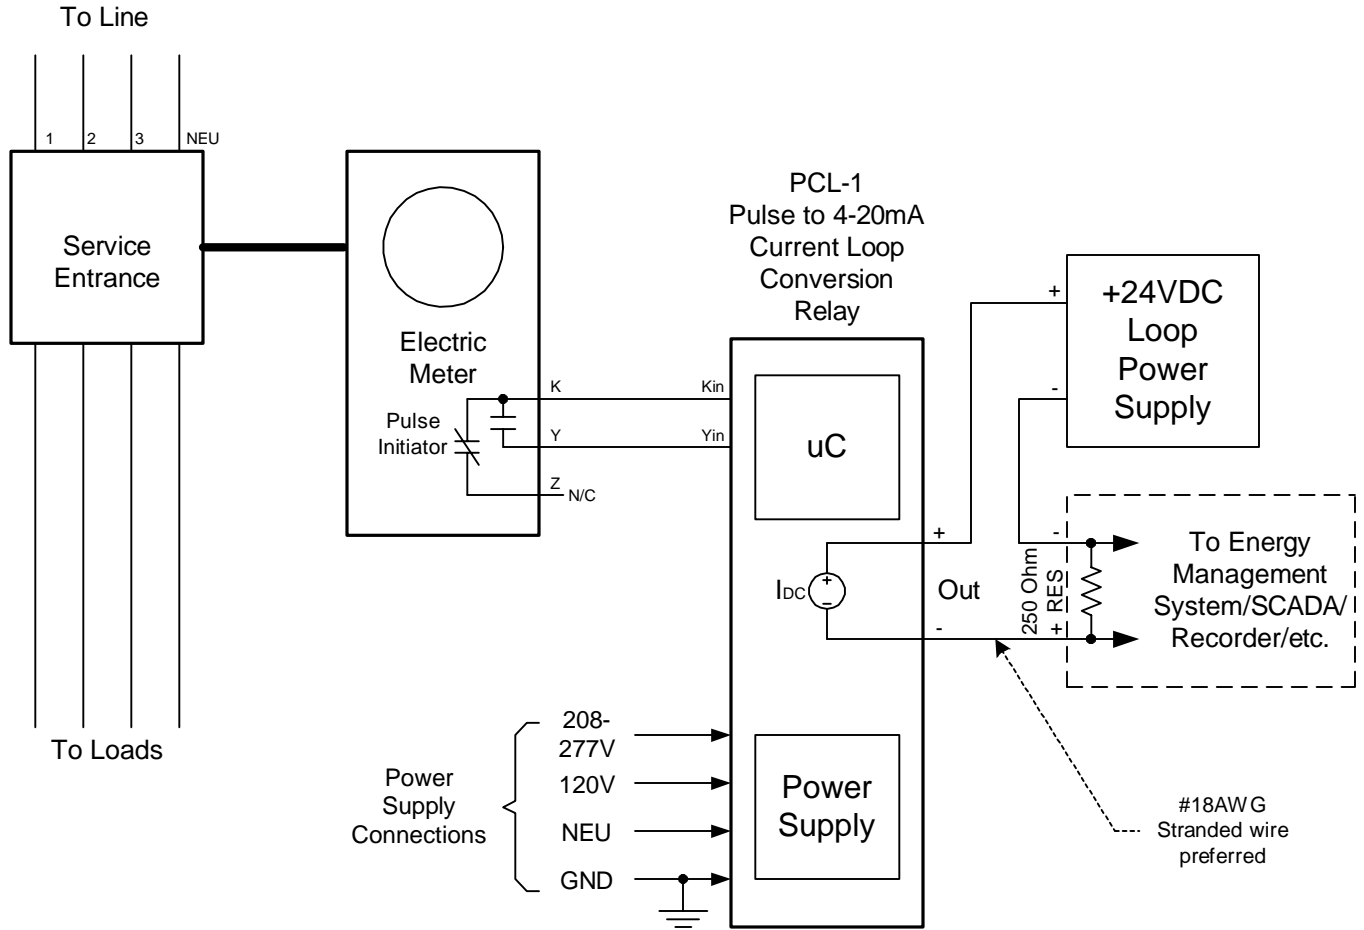 To Line
1
2
3
NEU
Service
Entrance
To Loads
Electric
Meter
Pulse
Initiator
K
Y
Z
N/C
PCL-1
Pulse to 4-20mA
Current Loop
Conversion
Relay
Kin
Yin
uC
IDC
+
−
+
Out
-
+24VDC
Loop
Power
Supply
+
-
-
+
250 Ohm
RES
To Energy
Management
System/SCADA/
Recorder/etc.
#18AWG
Stranded wire
preferred
Power
Supply
Connections
208-
277V
120V
NEU
GND
Power
Supply